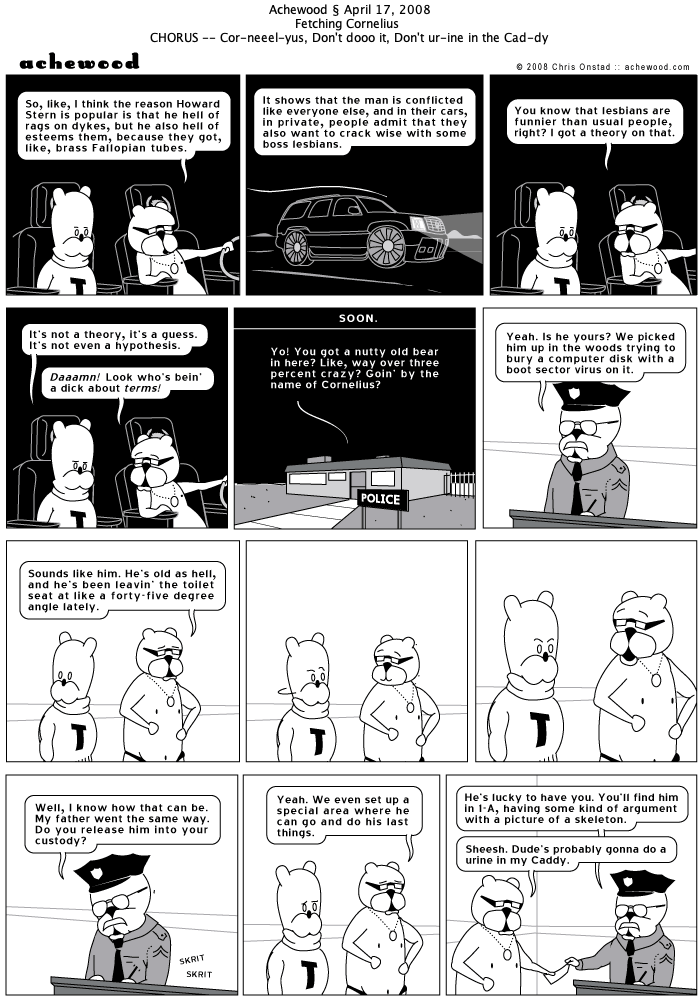 Achewood § April 17, 2008
Fetching Cornelius
CHORUS -- Cor-neeel-yus, Don't dooo it, Don't ur-ine in the Cad-dy
achewood
© 2008 Chris Onstad :: achewood.com
So, like, I think the reason Howard
Stern is popular is that he hell of
rags on dykes, but he also hell of
esteems them, because they got,
like, brass Fallopian tubes.
It shows that the man is conflicted
like everyone else, and in their cars,
in private, people admit that they
also want to crack wise with some
boss lesbians.
You know that lesbians are
funnier than usual people,
right? I got a theory on that.
It's not a theory, it's a guess.
It's not even a hypothesis.
Daaamn! Look who's bein'
a dick about terms!
SOON.
Yo! You got a nutty old bear
in here? Like, way over three
percent crazy? Goin' by the
name of Cornelius?
POLICE
Yeah. Is he yours? We picked
him up in the woods trying to
bury a computer disk with a
boot sector virus on it.
Sounds like him. He's old as hell,
and he's been leavin' the toilet
seat at like a forty-five degree
angle lately.
T
T
T
T
T
T
Well, I know how that can be.
My father went the same way.
Do you release him into your
custody?
SKRIT
SKRIT
Yeah. We even set up a
special area where he
can go and do his last
things.
T
He's lucky to have you. You'll find him
in 1-A, having some kind of argument
with a picture of a skeleton.
Sheesh. Dude's probably gonna do a
urine in my Caddy.